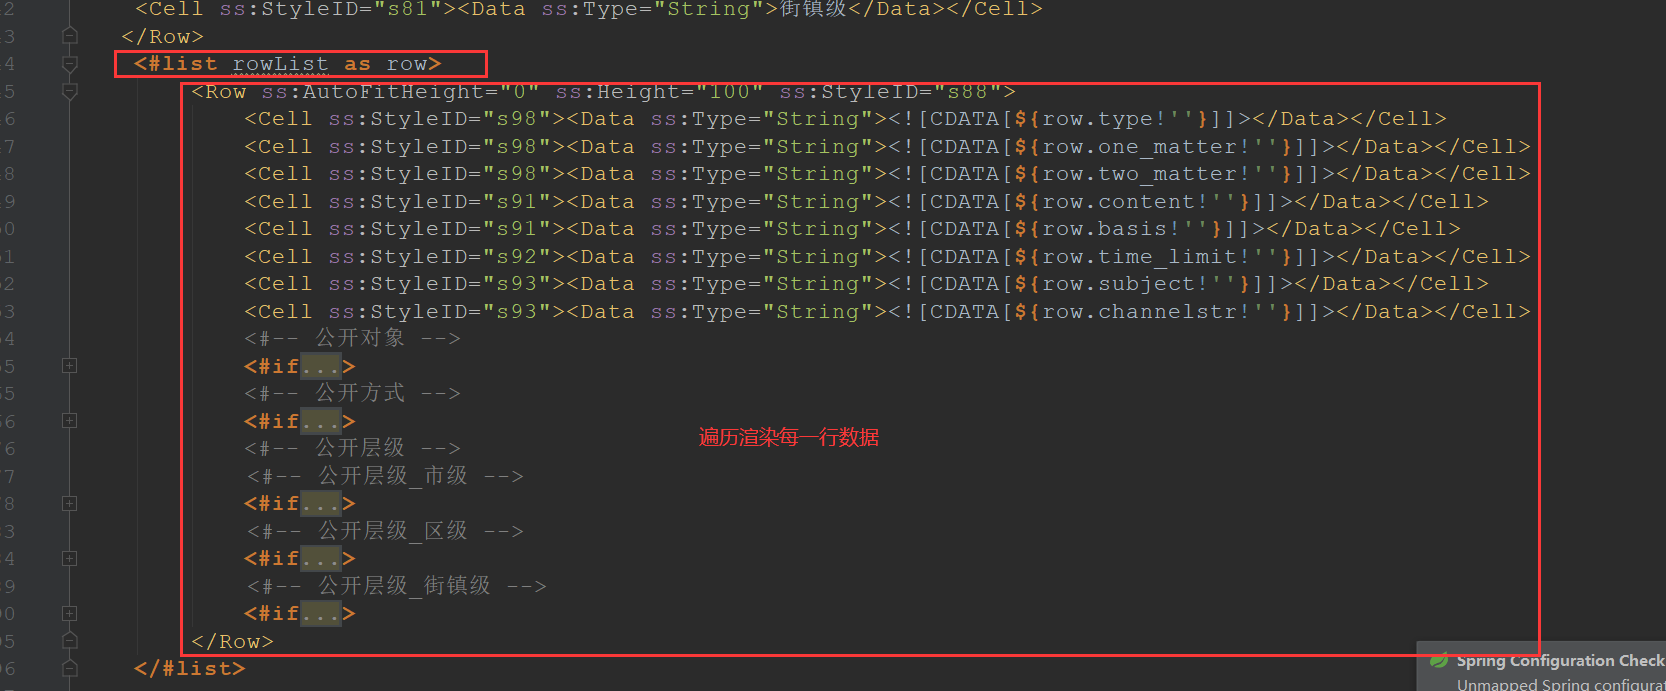 2 <Cell ss:StyleID="s81"><Data ss:Type="String">街镇级</Data></Cell>
3 </Row>
4 <#list rowList as row>
5 <Row ss:AutoFitHeight="0" ss:Height="100" ss:StyleID="s88">
6 <Cell ss:StyleID="s98"><Data ss:Type="String"><![CDATA[${row.type!''}]]></Data></Cell>
7 <Cell ss:StyleID="s98"><Data ss:Type="String"><![CDATA[${row.one_matter!''}]]></Data></Cell>
8 <Cell ss:StyleID="s98"><Data ss:Type="String"><![CDATA[${row.two_matter!''}]]></Data></Cell>
9 <Cell ss:StyleID="s91"><Data ss:Type="String"><![CDATA[${row.content!''}]]></Data></Cell>
0 <Cell ss:StyleID="s91"><Data ss:Type="String"><![CDATA[${row.basis!''}]]></Data></Cell>
1 <Cell ss:StyleID="s92"><Data ss:Type="String"><![CDATA[${row.time_limit!''}]]></Data></Cell>
2 <Cell ss:StyleID="s93"><Data ss:Type="String"><![CDATA[${row.subject!''}]]></Data></Cell>
3 <Cell ss:StyleID="s93"><Data ss:Type="String"><![CDATA[${row.channelstr!''}]]></Data></Cell>
4 <#-- 公开对象 -->
5 <#if...>
5 <#-- 公开方式 -->
6 <#if...>
遍历渲染每一行数据
6 <#-- 公开层级 -->
7 <#-- 公开层级_市级 -->
8 <#if...>
3 <#-- 公开层级_区级 -->
4 <#if...>
9 <#-- 公开层级_街镇级 -->
0 <#if...>
5 </Row>
6 </#list>
Spring Configuration Check
Unmapped Spring configurat